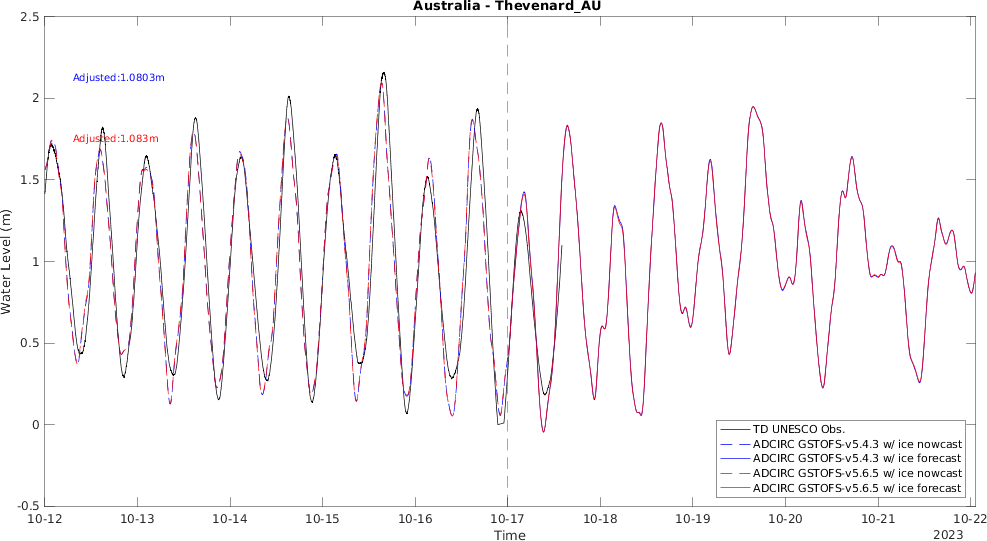 Australia - Thevenard_AU
2.5
2
1.5
1
0.5
0
-0.5
Water Level (m)
Adjusted:1.0803m
Adjusted:1.083m
TD UNESCO Obs.
ADCIRC GSTOFS-v5.4.3 w/ ice nowcast
ADCIRC GSTOFS-v5.4.3 w/ ice forecast
ADCIRC GSTOFS-v5.6.5 w/ ice nowcast
ADCIRC GSTOFS-v5.6.5 w/ ice forecast
10-12 10-13 10-14 10-15 10-16 10-17 10-18 10-19 10-20 10-21 10-22
Time
2023